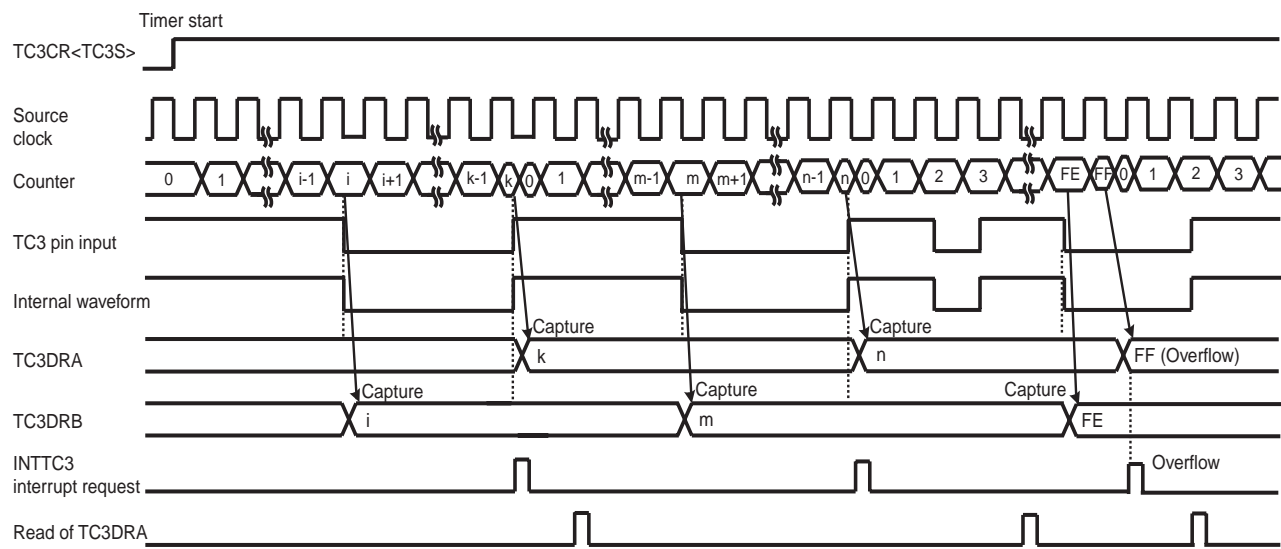 Timer start
TC3CR<TC3S>
Source
clock
Counter 0 1 i-1 i i+1 k-1 k 0 1 m-1 m m+1 n-1 n 0 1 2 3 FE FF 0 1 2 3
TC3 pin input
Internal waveform
Capture Capture
TC3DRA k n FF (Overflow)
Capture Capture Capture
TC3DRB i m FE
INTTC3
interrupt request Overflow
Read of TC3DRA